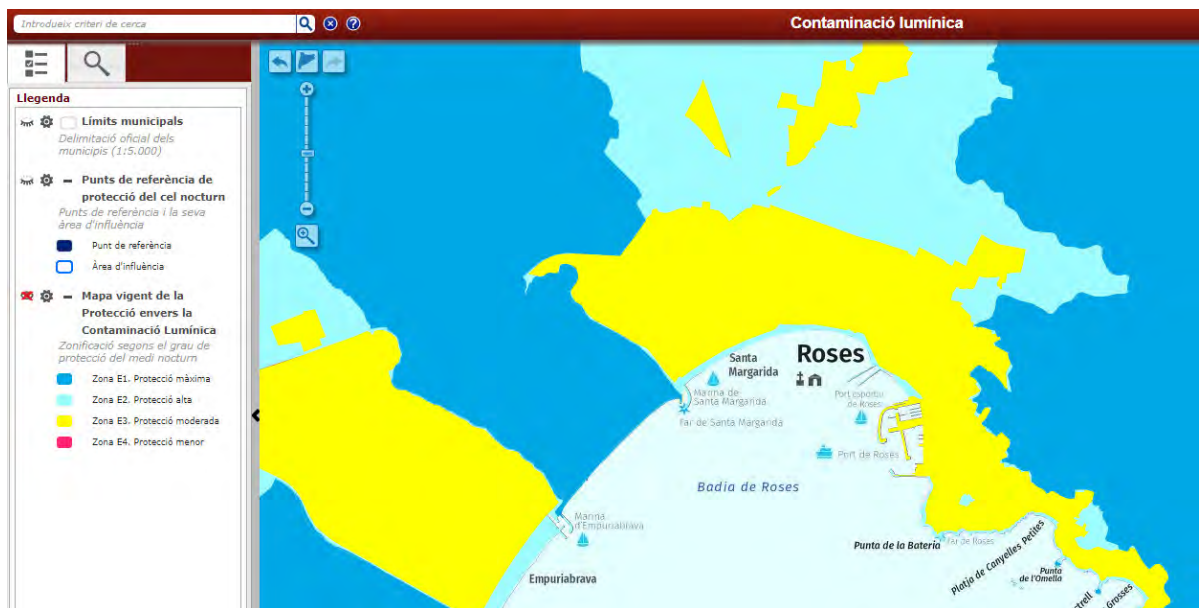 Introdueix criteri de cerca
Contaminació lumínica
Llegenda
Límits municipals
Delimitació oficial dels
municipis (1:5.000)
Punts de referència de
protecció del cel nocturn
Punts de referència i la seva
àrea d'influència
Punt de referència
Àrea d'influència
Mapa vigent de la
Protecció envers la
Contaminació Lumínica
Zonificació segons el grau de
protecció del medi nocturn
Zona E1. Protecció màxima
Zona E2. Protecció alta
Zona E3. Protecció moderada
Zona E4. Protecció menor
Santa
Margarida
Roses
Marina de
Santa Margarida
Far de Santa Margarida
Port esportiu
de Roses
Port de Roses
Badia de Roses
Marina
d'Empuriabrava
Empuriabrava
Punta de la Bateria
Far de Roses
Platja de Canyelles Petites
Punta
de l'Omella
Grosses